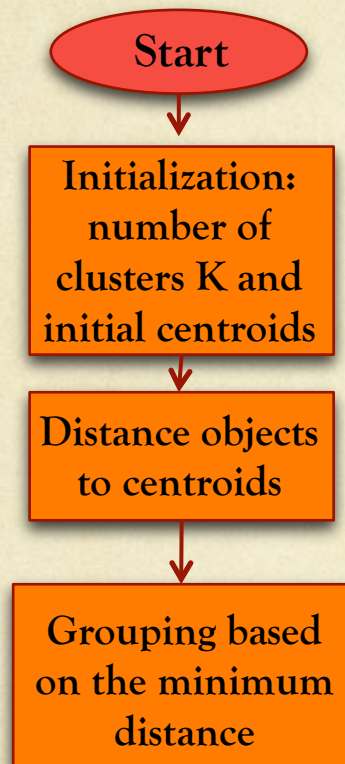 Start
Initialization:
number of
clusters K and
initial centroids
Distance objects
to centroids
Grouping based
on the minimum
distance